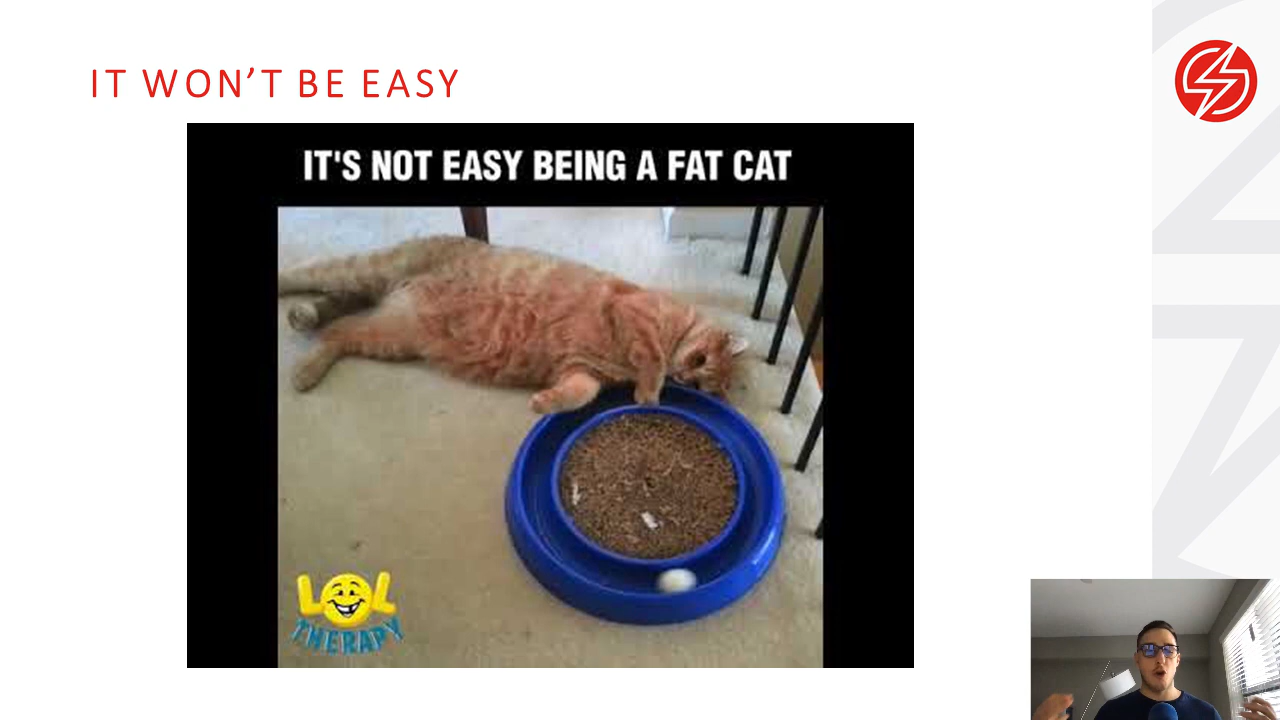 IT WON'T BE EASY
IT'S NOT EASY BEING A FAT CAT
LOL
THERAPY